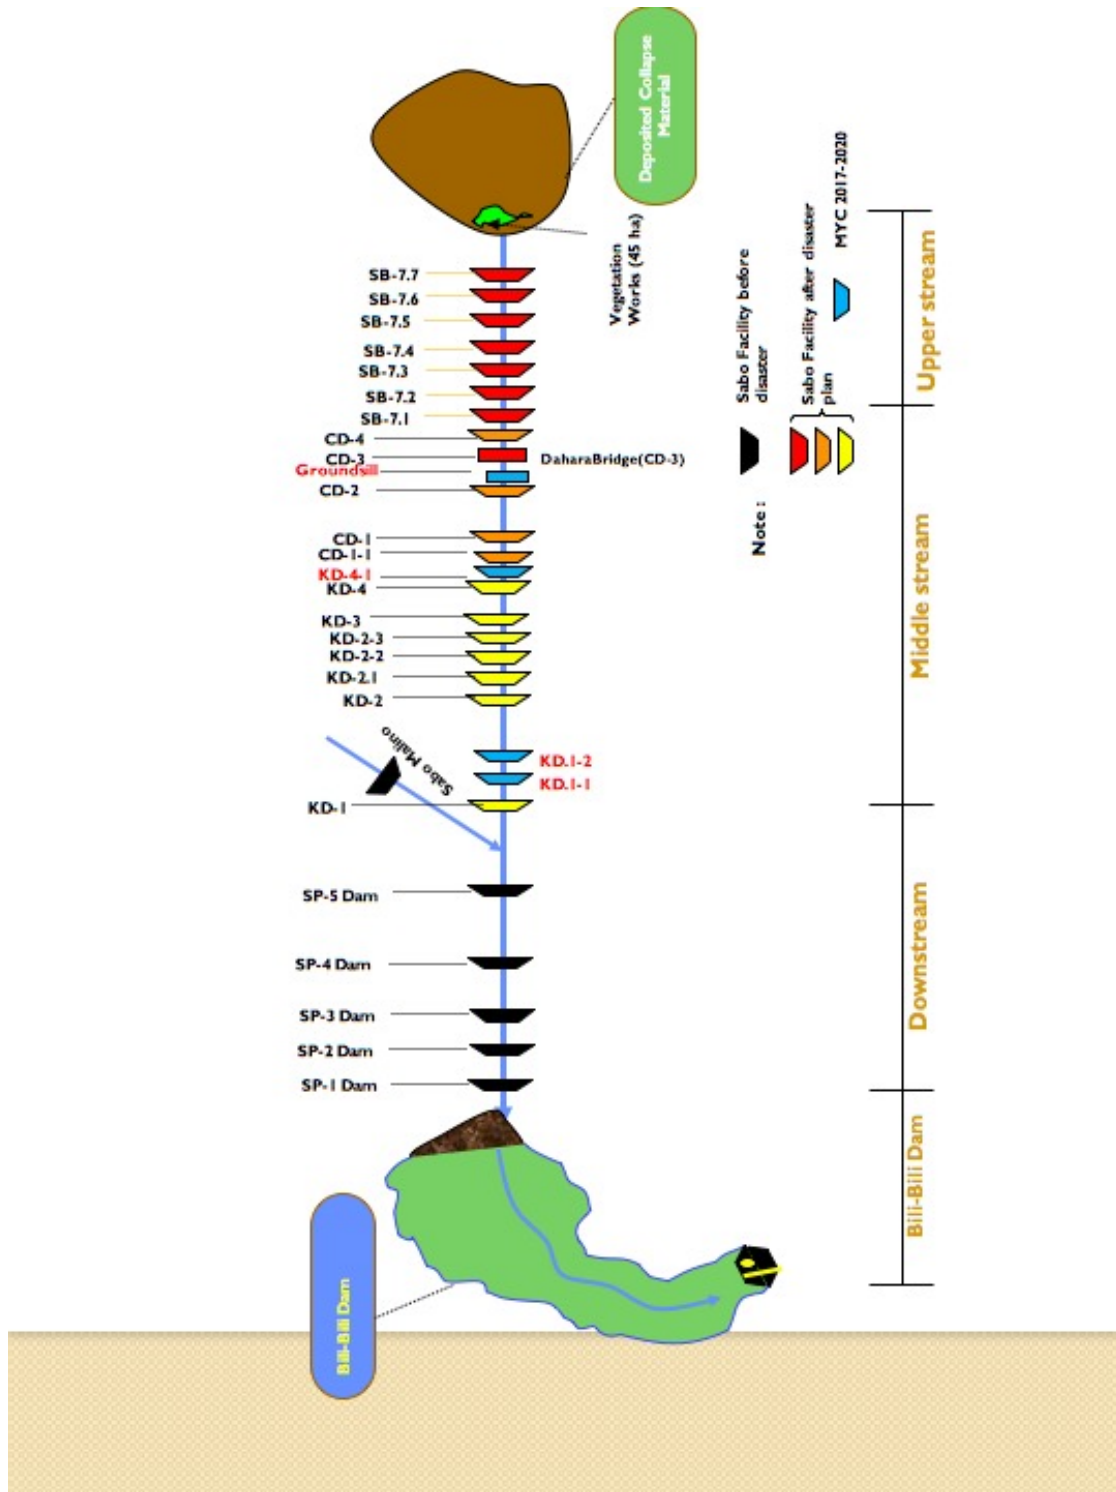 Deposited Collapse
Material
Vegetation
Works (45 ha)
SB-7.7
SB-7.6
SB-7.5
SB-7.4
SB-7.3
SB-7.2
SB-7.1
CD-4
CD-3
DaharaBridge(CD-3)
Groundsill
CD-2
CD-1
CD-1-1
KD-4-1
KD-4
KD-3
KD-2-3
KD-2-2
KD-2.1
KD-2
Sabo Malino
KD.1-2
KD.1-1
KD-1
SP-5 Dam
SP-4 Dam
SP-3 Dam
SP-2 Dam
SP-1 Dam
Bili-Bili Dam
Note :
Sabo Facility before
disaster
Sabo Facility after disaster
plan
MYC 2017-2020
Upper stream
Middle stream
Downstream
Bili-Bili Dam